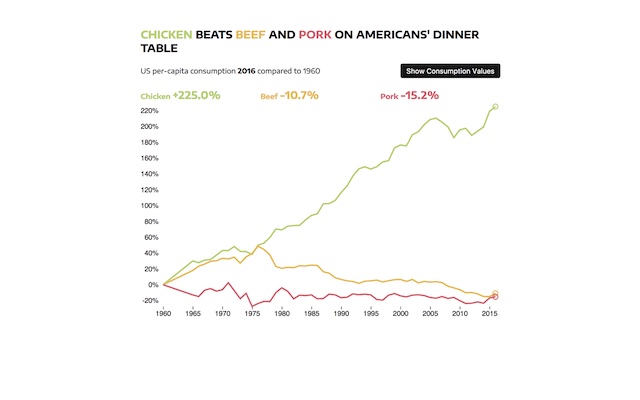 CHICKEN BEATS BEEF AND PORK ON AMERICANS' DINNER
TABLE
US per-capita consumption 2016 compared to 1960
Show Consumption Values
Chicken +225.0%
Beef −10.7%
Pork −15.2%
220%
200%
180%
160%
140%
120%
100%
80%
60%
40%
20%
0%
-20%
1960 1965 1970 1975 1980 1985 1990 1995 2000 2005 2010 2015